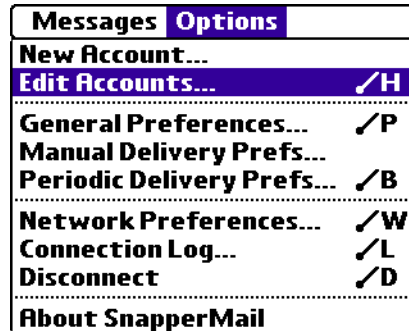 Messages Options
New Account...
Edit Accounts... /H
General Preferences... /P
Manual Delivery Prefs...
Periodic Delivery Prefs... /B
Network Preferences... /W
Connection Log... /L
Disconnect /D
About SnapperMail